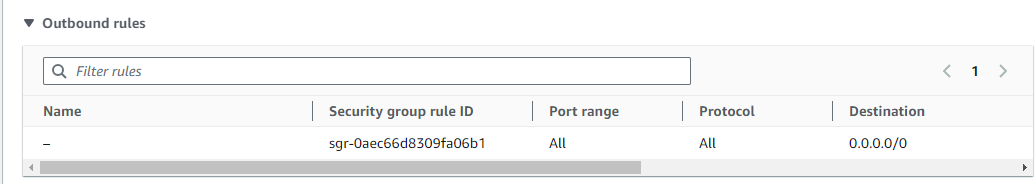 Outbound rules
Filter rules
1
Name Security group rule ID Port range Protocol Destination
– sgr-0aec66d8309fa06b1 All All 0.0.0.0/0